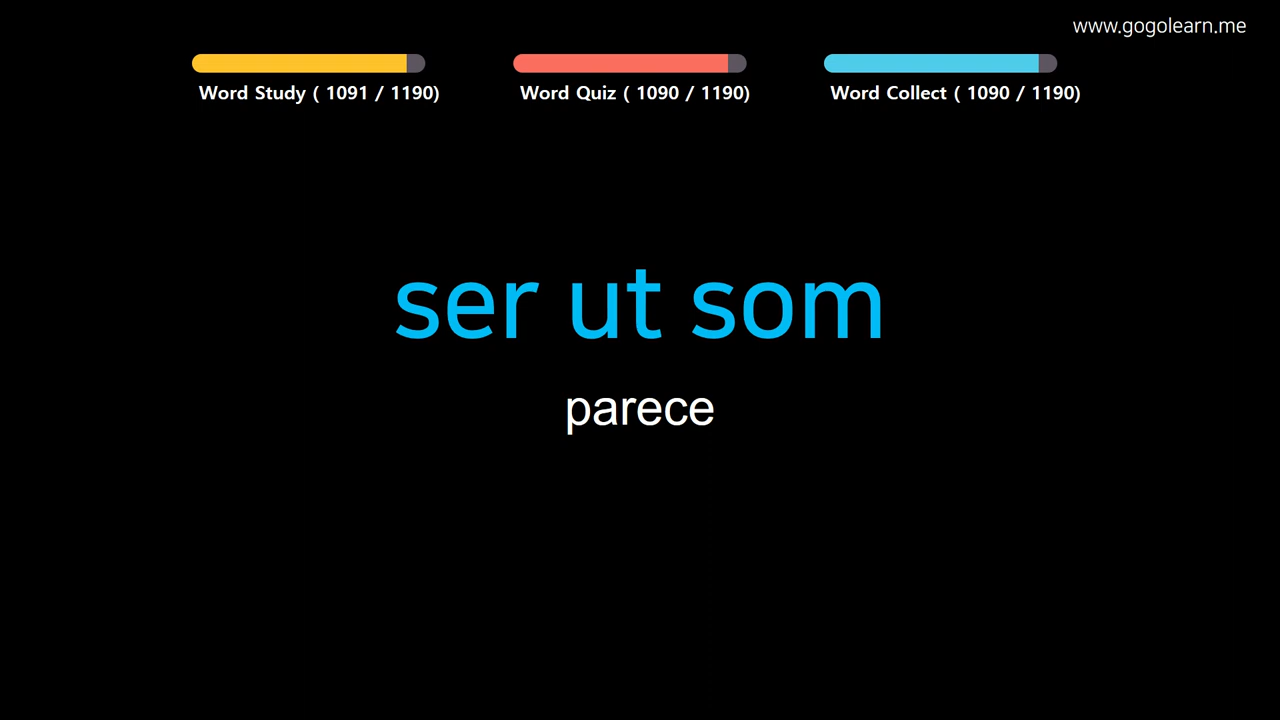 www.gogolearn.me
Word Study ( 1091 / 1190)
Word Quiz ( 1090 / 1190)
Word Collect ( 1090 / 1190)
ser ut som
parece